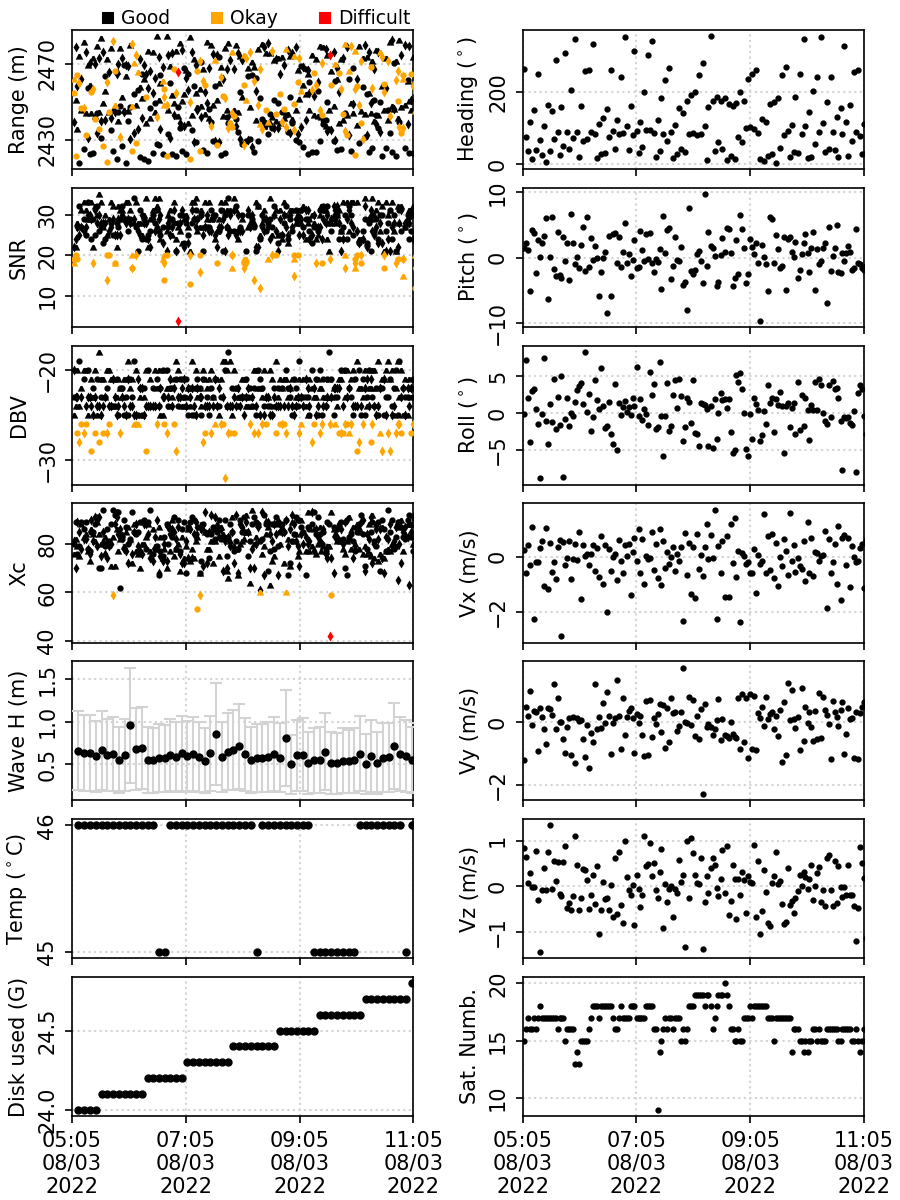 Good Okay Difficult
Range (m)
2470
2430
Heading (°)
200
0
SNR
30
20
10
Pitch (°)
10
0
−10
DBV
−20
−30
Roll (°)
5
0
−5
Xc
80
60
40
Vx (m/s)
0
−2
Wave H (m)
1.5
1.0
0.5
Vy (m/s)
0
−2
Temp (°C)
46
45
Vz (m/s)
1
0
−1
Disk used (G)
24.5
24.0
Sat. Numb.
20
15
10
05:05 07:05 09:05 11:05
08/03 08/03 08/03 08/03
2022 2022 2022 2022
05:05 07:05 09:05 11:05
08/03 08/03 08/03 08/03
2022 2022 2022 2022